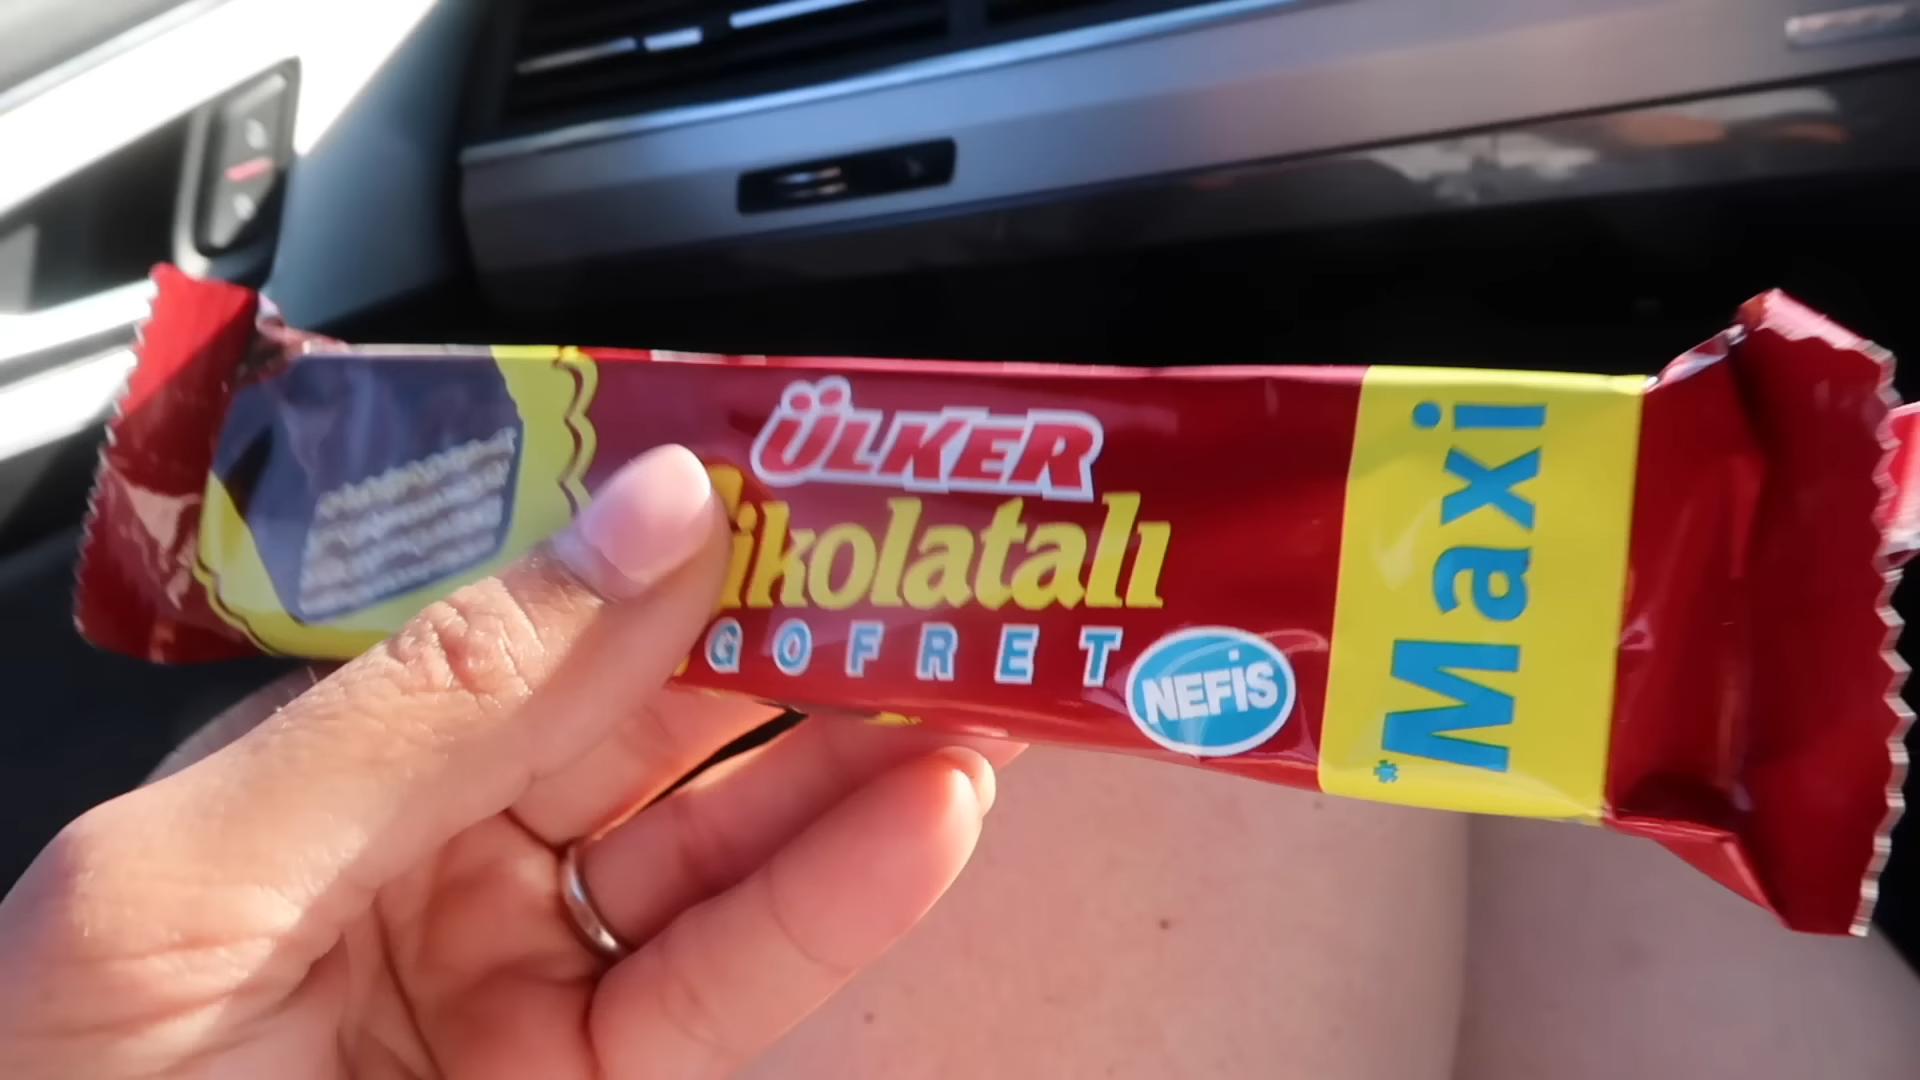 ÜLKER
ikolatalı
GOFRET
NEFİS
*Maxi